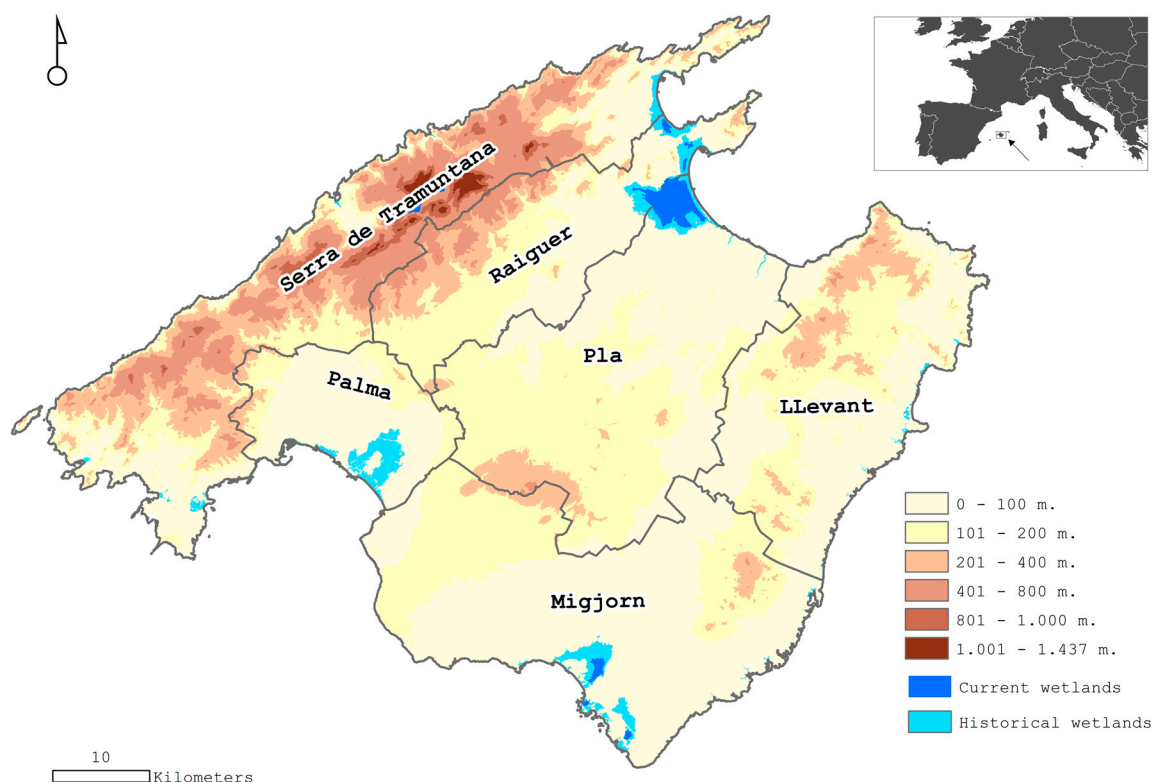 Serra de Tramuntana
Raiguer
Pla
Palma
LLevant
Migjorn
0 - 100 m.
101 - 200 m.
201 - 400 m.
401 - 800 m.
801 - 1.000 m.
1.001 - 1.437 m.
Current wetlands
Historical wetlands
10
Kilometers